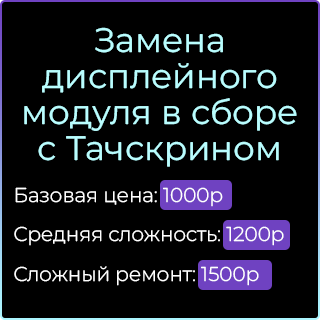 Замена
дисплейного
модуля в сборе
с Тачскрином
Базовая цена: 1000р
Средняя сложность: 1200р
Сложный ремонт: 1500р